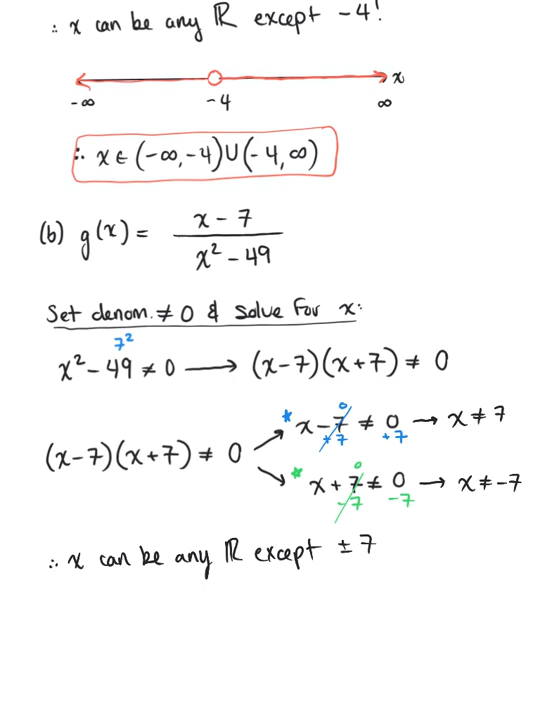 ∴ x can be any ℝ except -4!
x
-∞ -4 ∞
∴ x ∈ (-∞, -4) ∪ (-4, ∞)
(b) g(x) = x - 7
x² - 49
Set denom. ≠ 0 & solve for x:
7²
x² - 49 ≠ 0 → (x-7)(x+7) ≠ 0
0
* x - 7 ≠ 0 → x ≠ 7
+7 +7
(x-7)(x+7) ≠ 0
0
* x + 7 ≠ 0 → x ≠ -7
-7 -7
∴ x can be any ℝ except ± 7